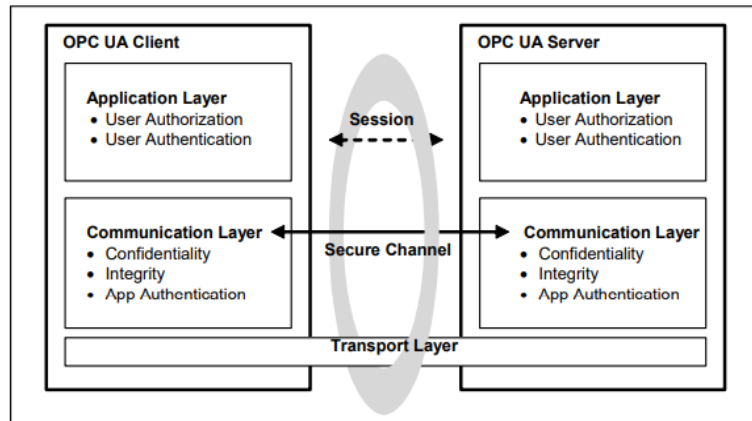 OPC UA Client
Application Layer
• User Authorization
• User Authentication
Communication Layer
• Confidentiality
• Integrity
• App Authentication
Session
Secure Channel
Transport Layer
OPC UA Server
Application Layer
• User Authorization
• User Authentication
Communication Layer
• Confidentiality
• Integrity
• App Authentication